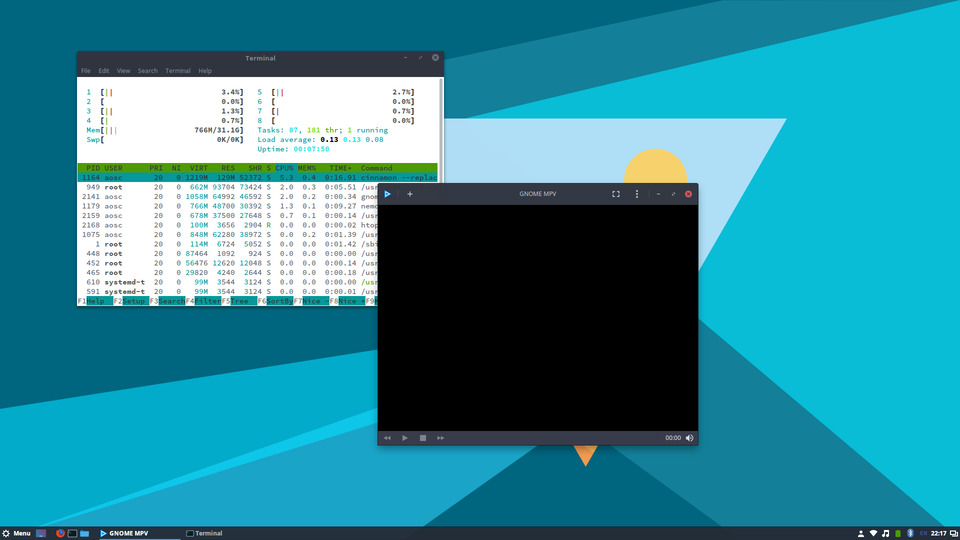 Terminal
File Edit View Search Terminal Help
1 [|| 3.4%] 5 [|| 2.7%]
2 [ 0.0%] 6 [ 0.0%]
3 [|| 1.3%] 7 [| 0.7%]
4 [| 0.7%] 8 [ 0.0%]
Mem[||| 766M/31.1G] Tasks: 87, 181 thr; 1 running
Swp[ 0K/0K] Load average: 0.13 0.13 0.08
Uptime: 00:07:50
PID USER PRI NI VIRT RES SHR S CPU% MEM% TIME+ Command
1164 aosc 20 0 1219M 129M 52372 S 5.3 0.4 0:16.91 cinnamon --replac
949 root 20 0 662M 93704 73424 S 2.0 0.3 0:05.51 /usr
2141 aosc 20 0 1058M 64992 46592 S 2.0 0.2 0:00.34 gnom
1179 aosc 20 0 766M 48700 30392 S 1.3 0.1 0:09.27 nemo
2159 aosc 20 0 678M 37500 27648 S 0.7 0.1 0:00.14 /usr
2168 aosc 20 0 100M 3656 2904 R 0.0 0.0 0:00.02 htop
1075 aosc 20 0 848M 62280 38972 S 0.0 0.2 0:01.39 /usr
1 root 20 0 114M 6724 5052 S 0.0 0.0 0:01.42 /sbi
448 root 20 0 87464 1092 924 S 0.0 0.0 0:00.00 /usr
452 root 20 0 56476 12620 12048 S 0.0 0.0 0:00.14 /usr
465 root 20 0 29820 4240 2644 S 0.0 0.0 0:00.18 /usr
610 systemd-t 20 0 99M 3544 3124 S 0.0 0.0 0:00.00 /usr
591 systemd-t 20 0 99M 3544 3124 S 0.0 0.0 0:00.01 /usr
F1Help F2Setup F3SearchF4FilterF5Tree F6SortByF7Nice -F8Nice +F9
GNOME MPV
00:00
Menu GNOME MPV Terminal EN 22:17